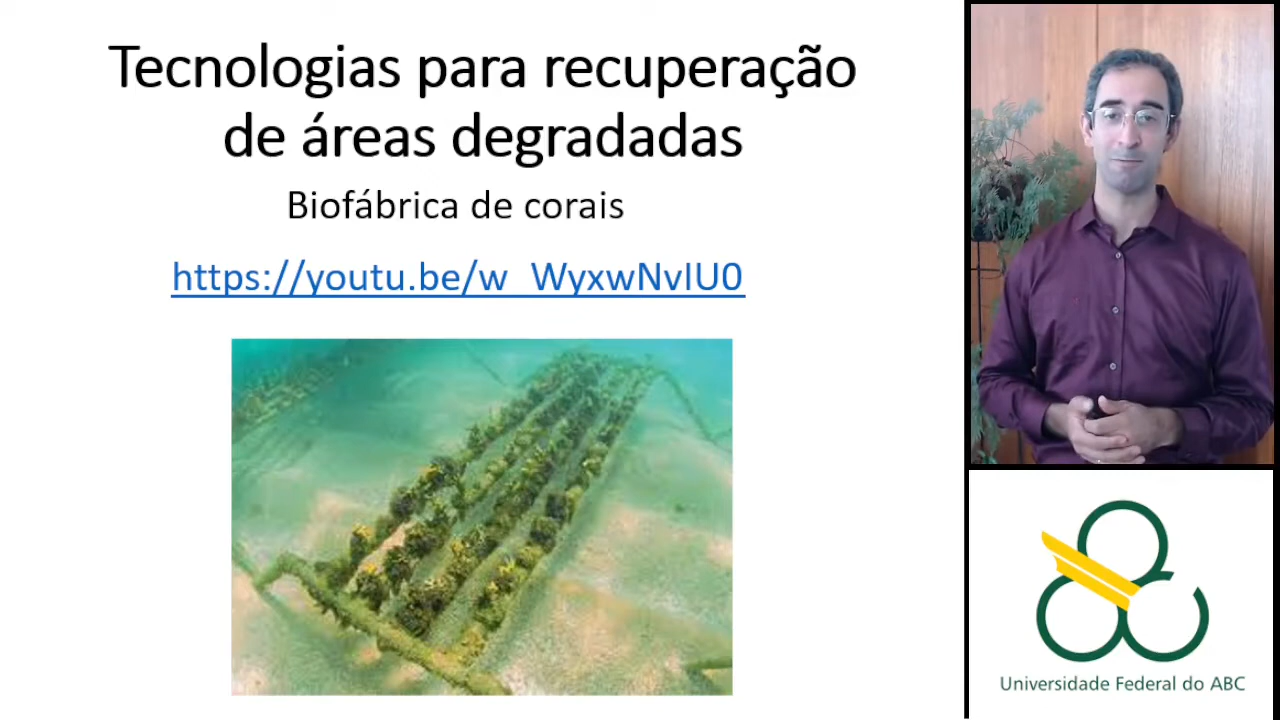 Tecnologias para recuperação
de áreas degradadas
Biofábrica de corais
https://youtu.be/w_WyxwNvIU0
Universidade Federal do ABC